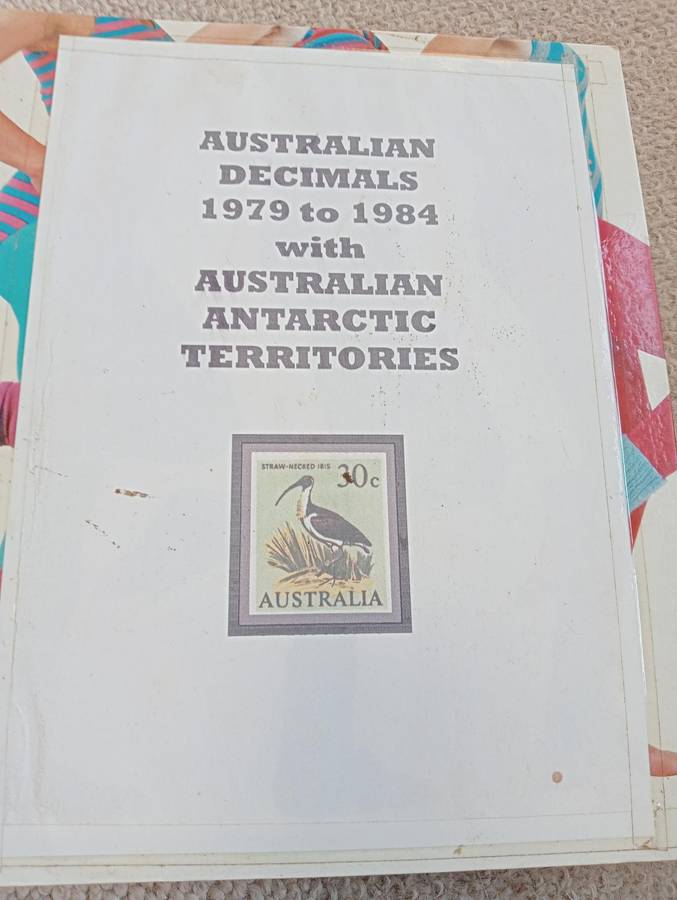 AUSTRALIAN
DECIMALS
1979 to 1984
with
AUSTRALIAN
ANTARCTIC
TERRITORIES
STRAW-NECKED IBIS
30c
AUSTRALIA